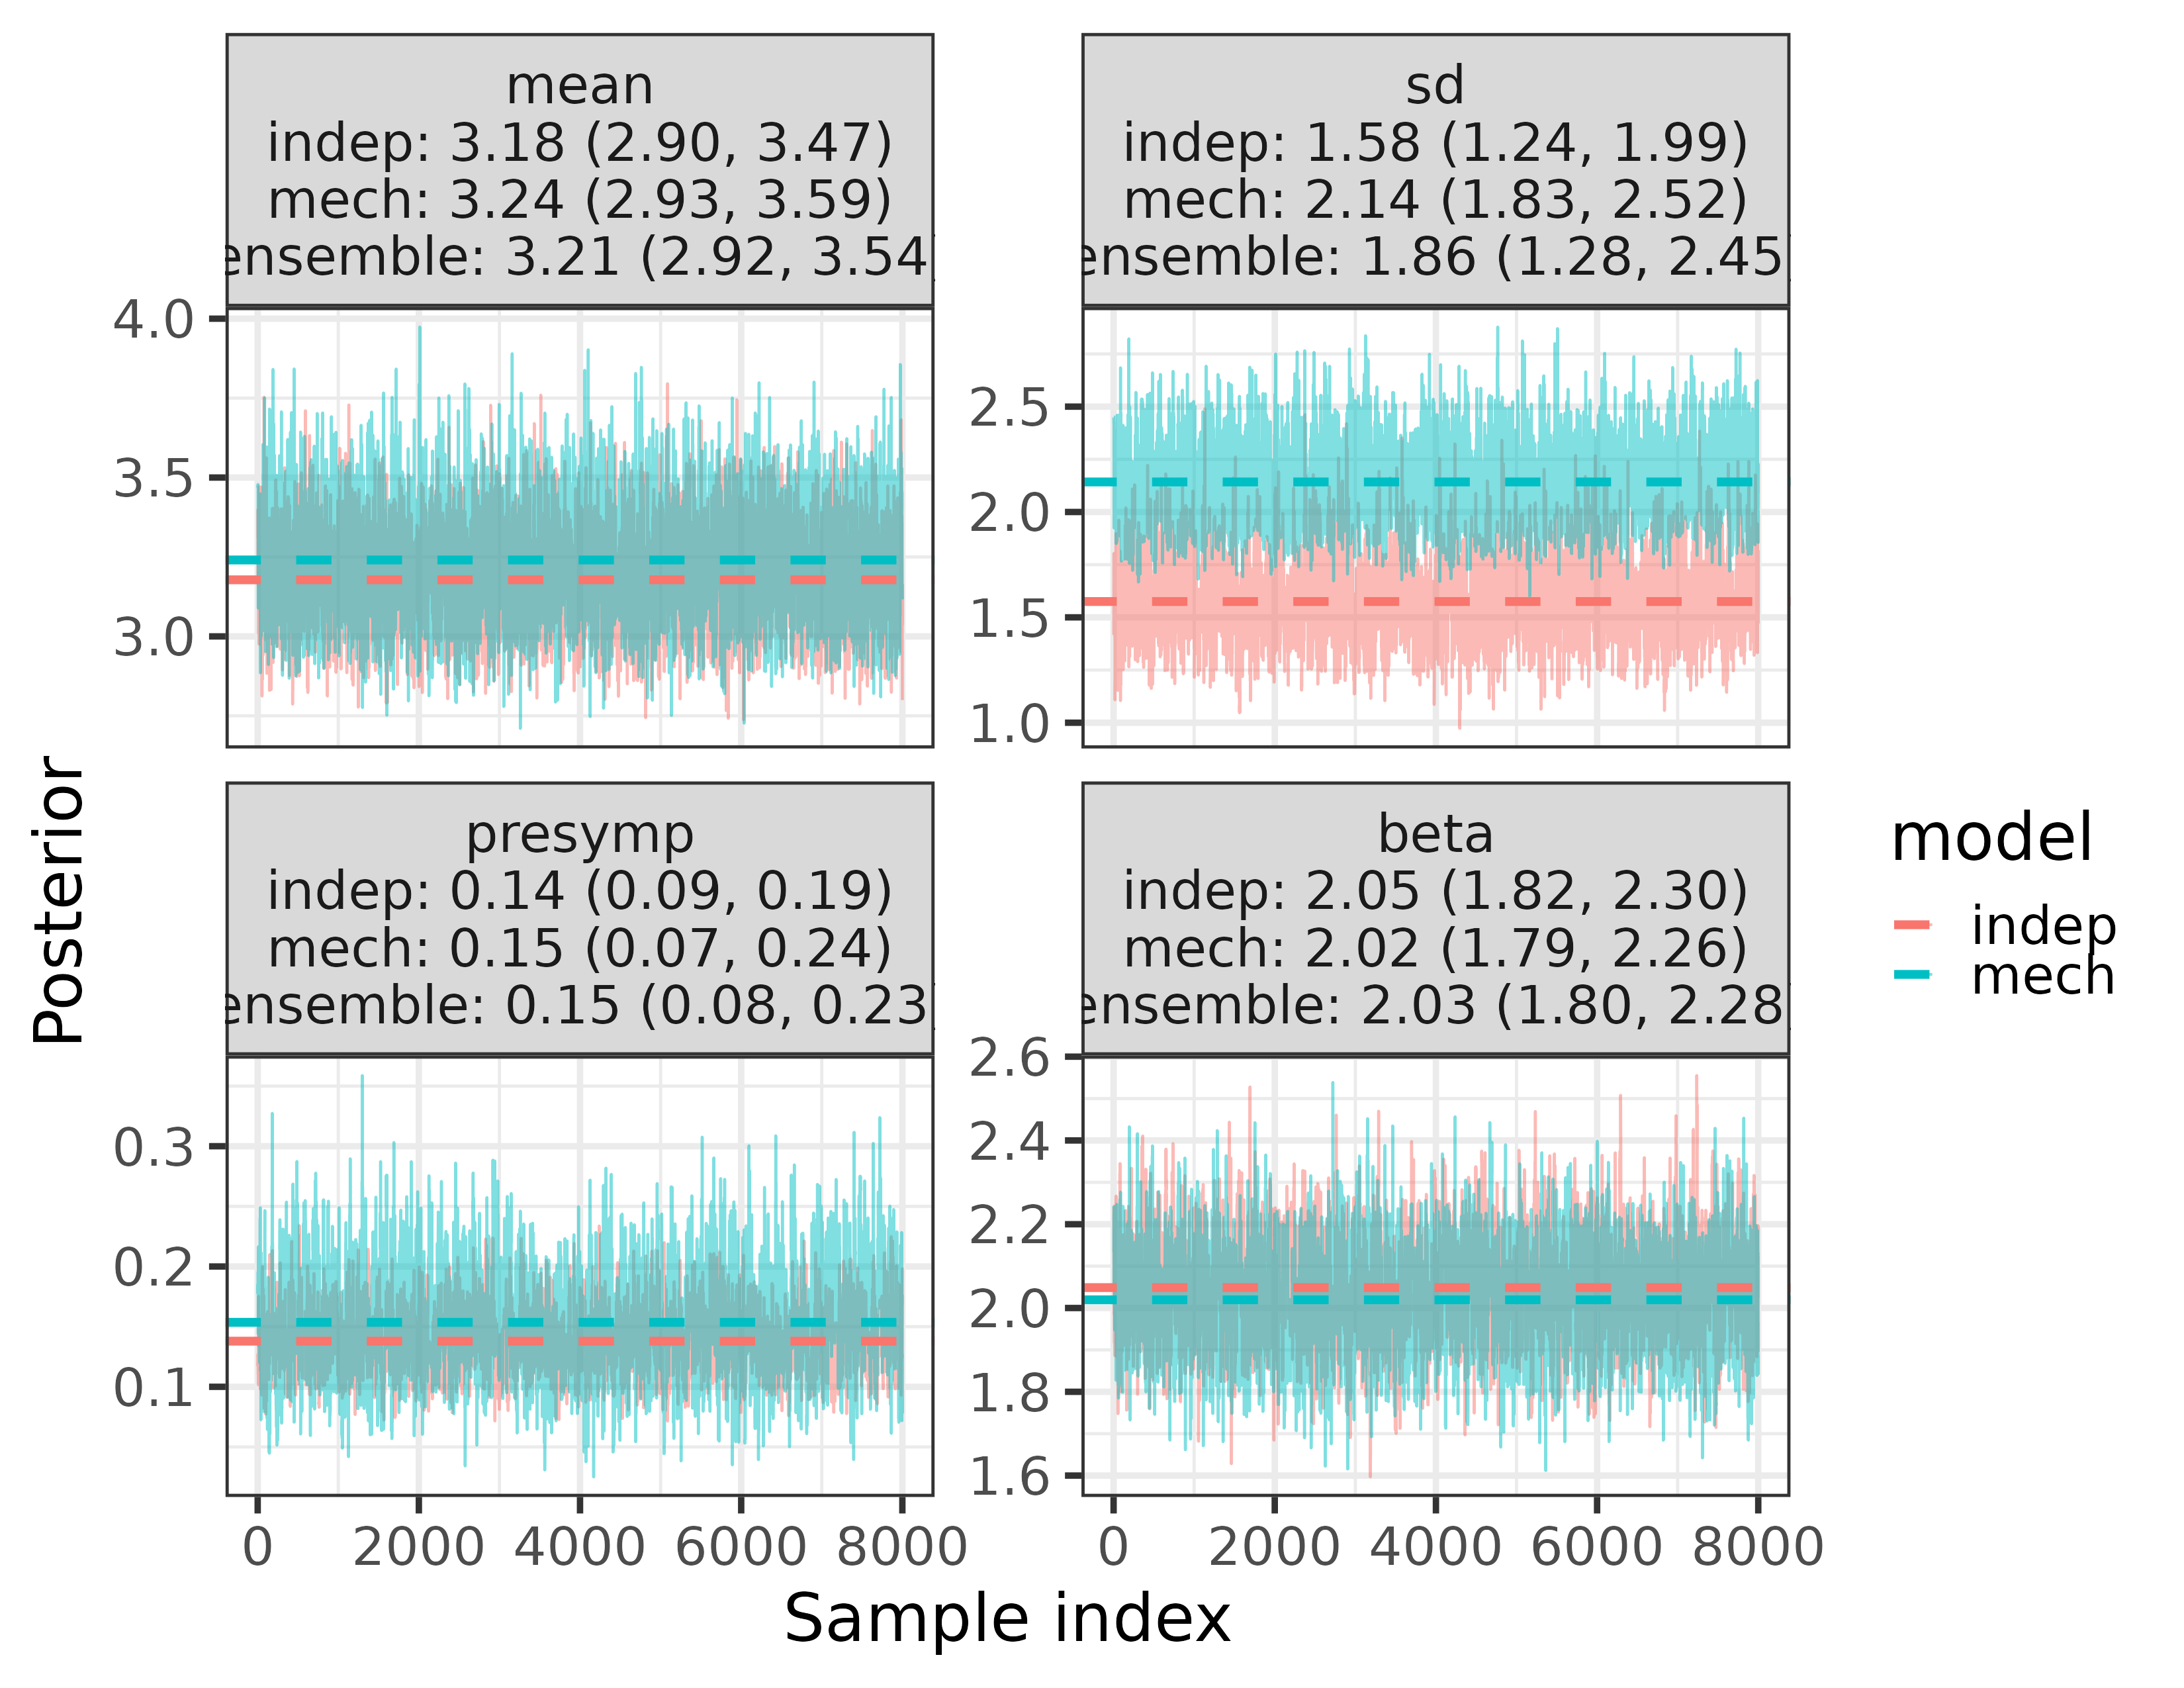 mean
indep: 3.18 (2.90, 3.47)
mech: 3.24 (2.93, 3.59)
ensemble: 3.21 (2.92, 3.54
sd
indep: 1.58 (1.24, 1.99)
mech: 2.14 (1.83, 2.52)
ensemble: 1.86 (1.28, 2.45
4.0
3.5
3.0
2.5
2.0
1.5
1.0
Posterior
presymp
indep: 0.14 (0.09, 0.19)
mech: 0.15 (0.07, 0.24)
ensemble: 0.15 (0.08, 0.23
beta
indep: 2.05 (1.82, 2.30)
mech: 2.02 (1.79, 2.26)
ensemble: 2.03 (1.80, 2.28
0.3
0.2
0.1
2.6
2.4
2.2
2.0
1.8
1.6
0 2000 4000 6000 8000
0 2000 4000 6000 8000
Sample index
model
indep
mech